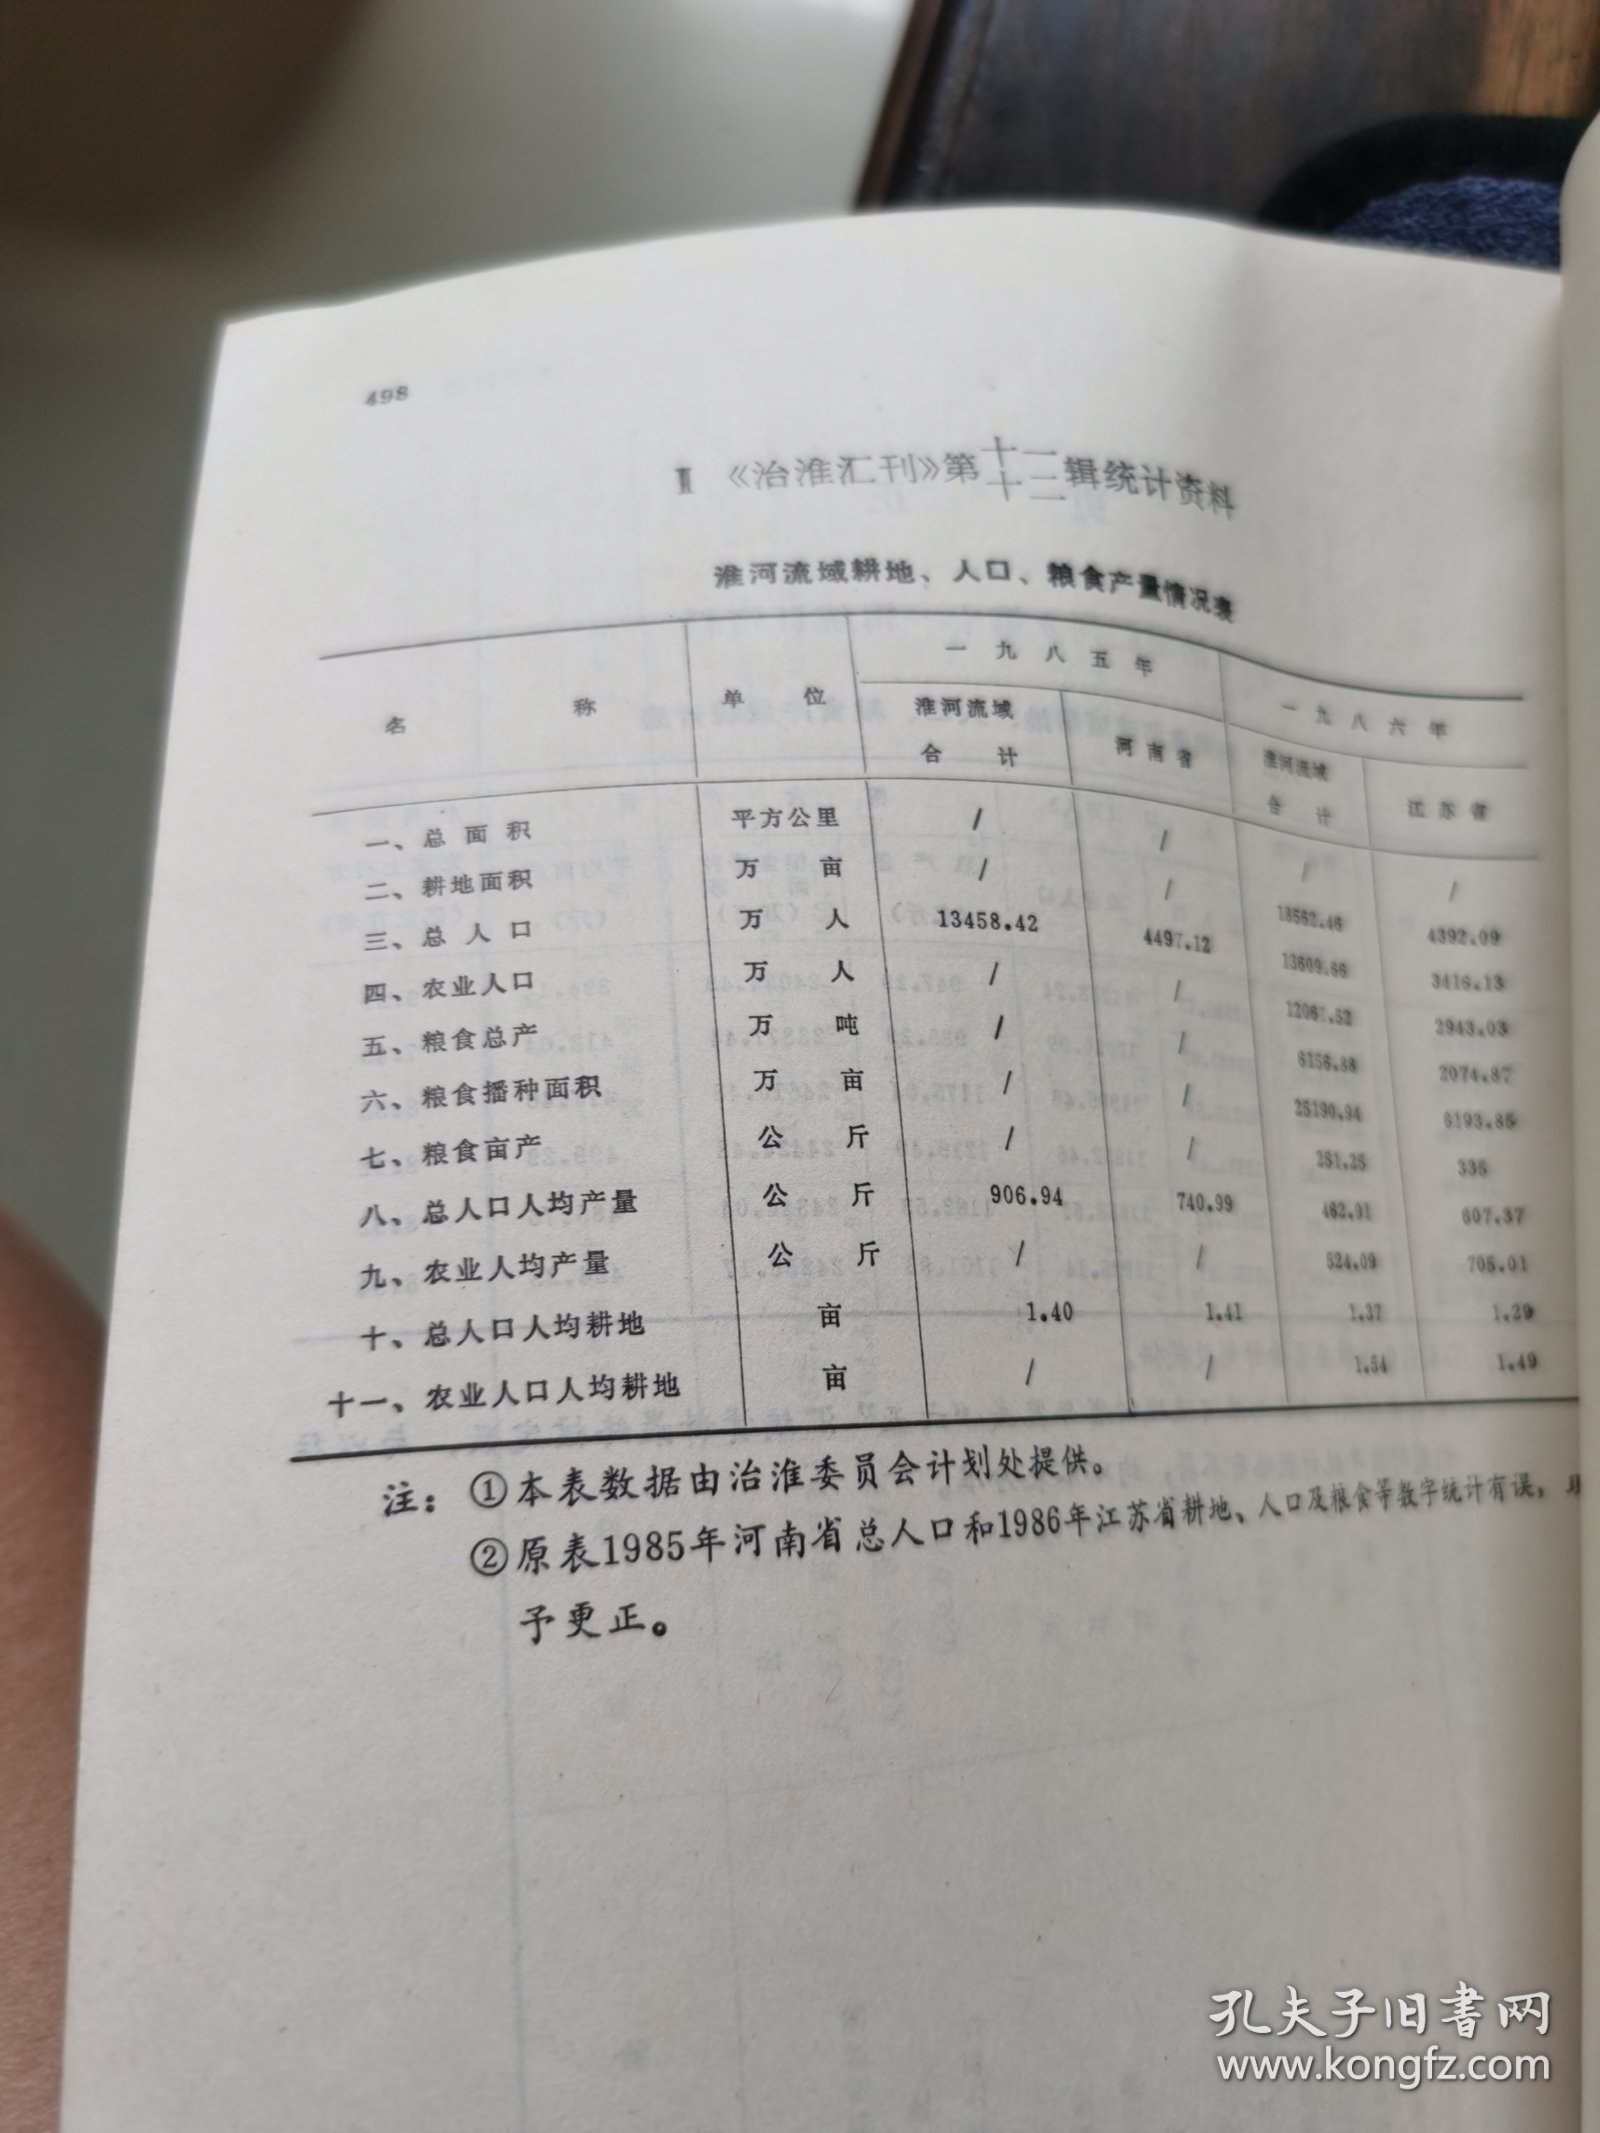 498
Ⅱ 《治淮汇刊》第十一 十二辑统计资料
淮河流域耕地、人口、粮食产量情况表
名 称 单 位 一九八五年 一九八六年
淮河流域合计 河南省 淮河流域合计 江苏省
一、总面积 平方公里 / / / /
二、耕地面积 万亩 / / 18562.46 4392.09
三、总人口 万人 13458.42 4497.12 13609.66 3416.13
四、农业人口 万人 / / 12061.52 2943.03
五、粮食总产 万吨 / / 6156.88 2074.87
六、粮食播种面积 万亩 / / 25190.94 6193.85
七、粮食亩产 公斤 / / 251.25 335
八、总人口人均产量 公斤 906.94 740.99 462.91 607.37
九、农业人均产量 公斤 / / 524.09 705.01
十、总人口人均耕地 亩 1.40 1.41 1.37 1.29
十一、农业人口人均耕地 亩 / / 1.54 1.49
注：①本表数据由治淮委员会计划处提供。
②原表1985年河南省总人口和1986年江苏省耕地、人口及粮食等数字统计有误，
予更正。
孔夫子旧书网
www.kongfz.com